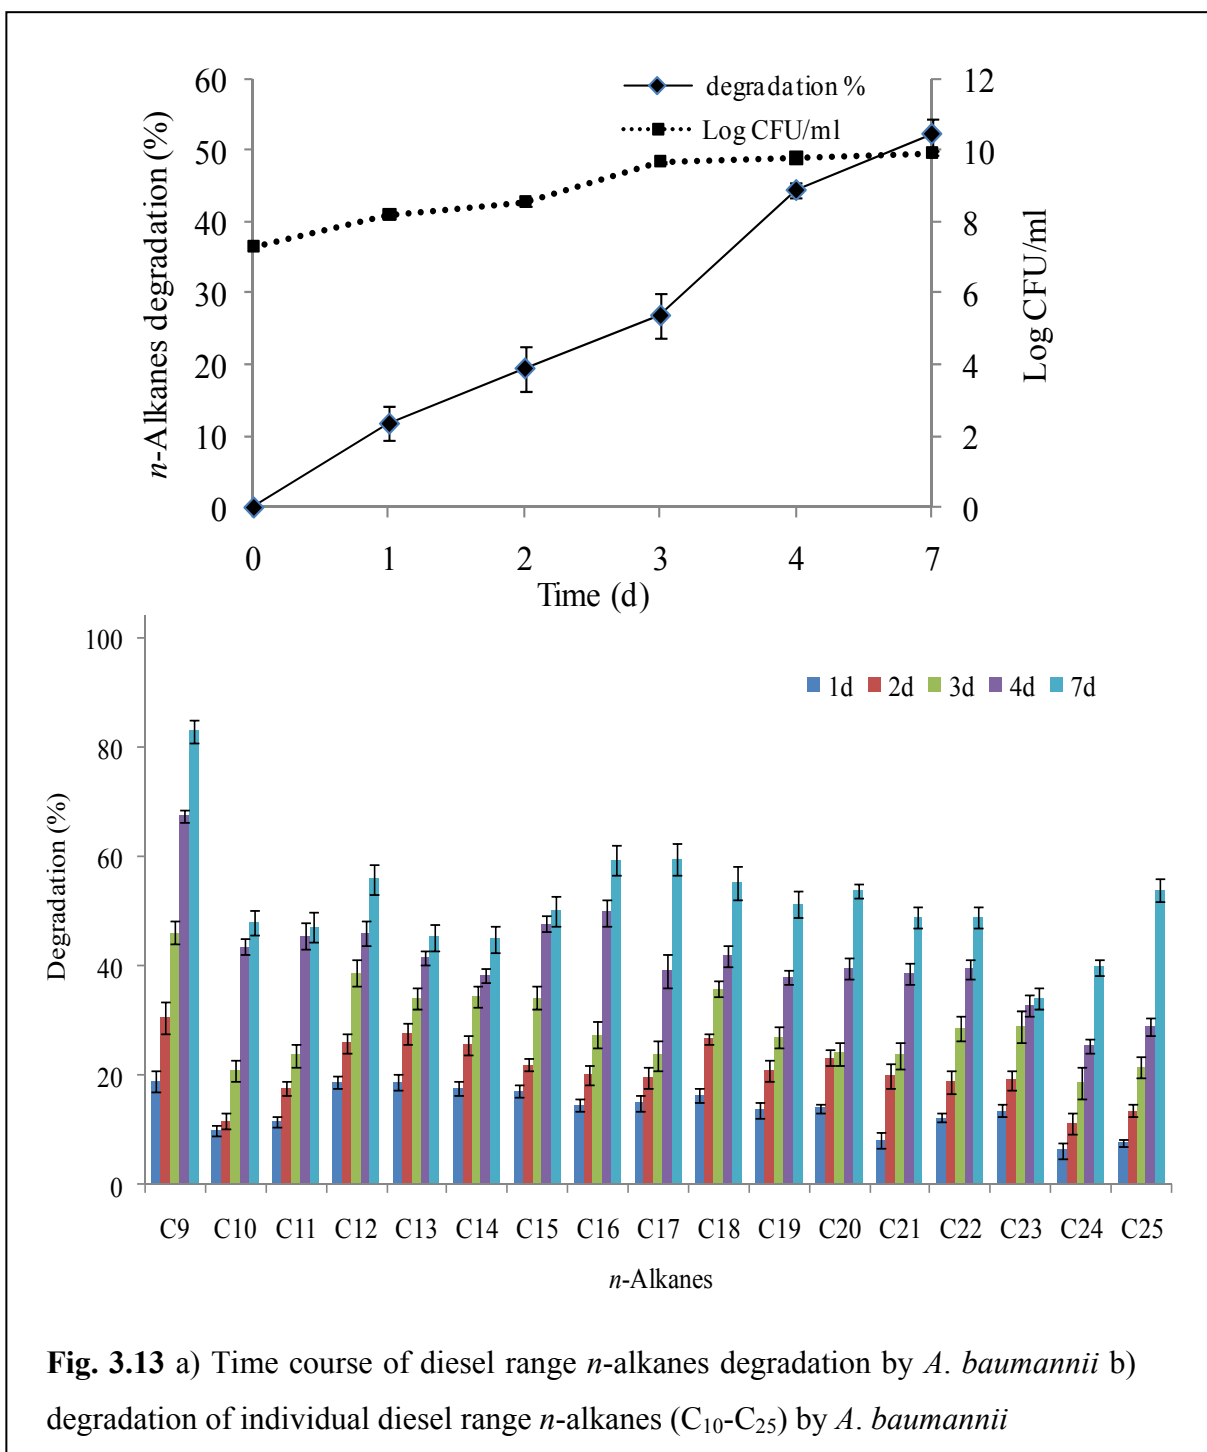 degradation %
Log CFU/ml
n-Alkanes degradation (%)
60
50
40
30
20
10
0
12
10
8
6
4
2
0
Log CFU/ml
0 1 2 3 4 7
Time (d)
1d 2d 3d 4d 7d
Degradation (%)
100
80
60
40
20
0
C9 C10 C11 C12 C13 C14 C15 C16 C17 C18 C19 C20 C21 C22 C23 C24 C25
n-Alkanes
Fig. 3.13 a) Time course of diesel range n-alkanes degradation by A. baumannii b)
degradation of individual diesel range n-alkanes (C₁₀-C₂₅) by A. baumannii